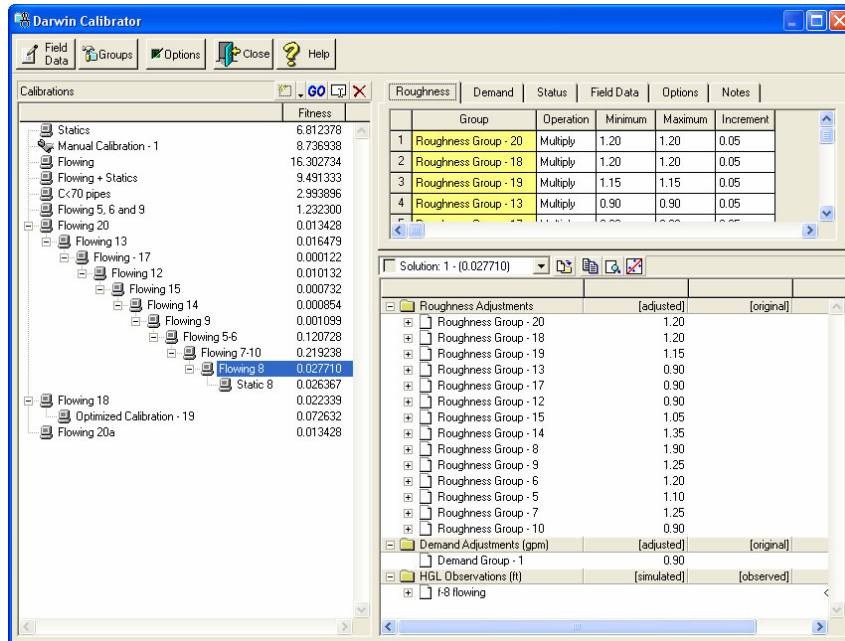 Darwin Calibrator
Field Data Groups Options Close Help
Calibrations GO
Fitness
Statics 6.812378
Manual Calibration - 1 8.736938
Flowing 16.302734
Flowing + Statics 9.491333
C<70 pipes 2.993896
Flowing 5, 6 and 9 1.232300
Flowing 20 0.013428
Flowing 13 0.016479
Flowing - 17 0.000122
Flowing 12 0.010132
Flowing 15 0.000732
Flowing 14 0.000854
Flowing 9 0.001099
Flowing 5-6 0.120728
Flowing 7-10 0.219238
Flowing 8 0.027710
Static 8 0.026367
Flowing 18 0.022339
Optimized Calibration - 19 0.072632
Flowing 20a 0.013428
Roughness Demand Status Field Data Options Notes
Group Operation Minimum Maximum Increment
1 Roughness Group - 20 Multiply 1.20 1.20 0.05
2 Roughness Group - 18 Multiply 1.20 1.20 0.05
3 Roughness Group - 19 Multiply 1.15 1.15 0.05
4 Roughness Group - 13 Multiply 0.90 0.90 0.05
Solution: 1 - (0.027710)
Roughness Adjustments [adjusted] [original]
Roughness Group - 20 1.20
Roughness Group - 18 1.20
Roughness Group - 19 1.15
Roughness Group - 13 0.90
Roughness Group - 17 0.90
Roughness Group - 12 0.90
Roughness Group - 15 1.05
Roughness Group - 14 1.35
Roughness Group - 8 1.90
Roughness Group - 9 1.25
Roughness Group - 6 1.20
Roughness Group - 5 1.10
Roughness Group - 7 1.25
Roughness Group - 10 0.90
Demand Adjustments (gpm) [adjusted] [original]
Demand Group - 1 0.90
HGL Observations (ft) [simulated] [observed]
f-8 flowing